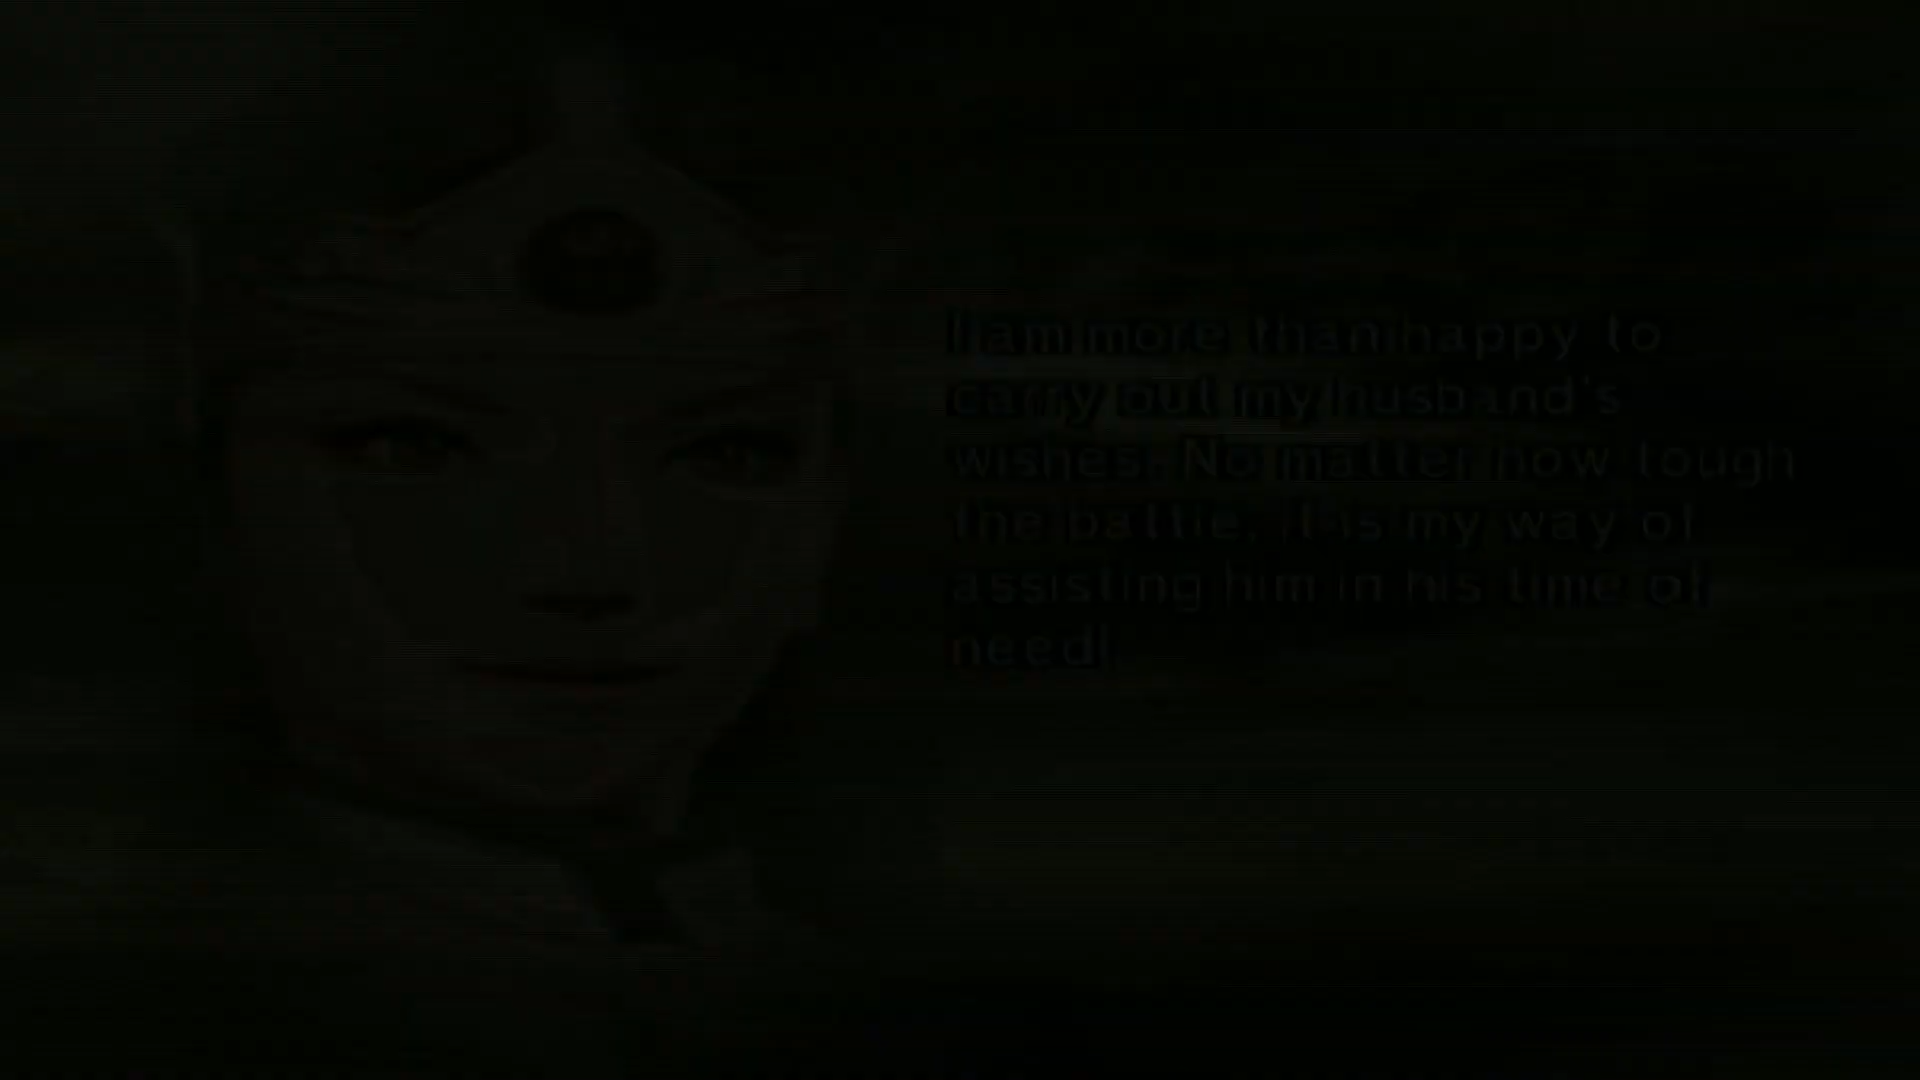 I am more than happy to
carry out my husband's
wishes. No matter how tough
the battle, it is my way of
assisting him in his time of
need!